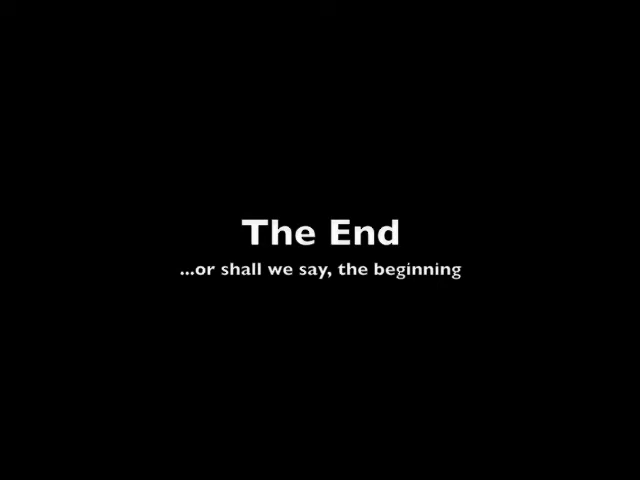 The End
...or shall we say, the beginning